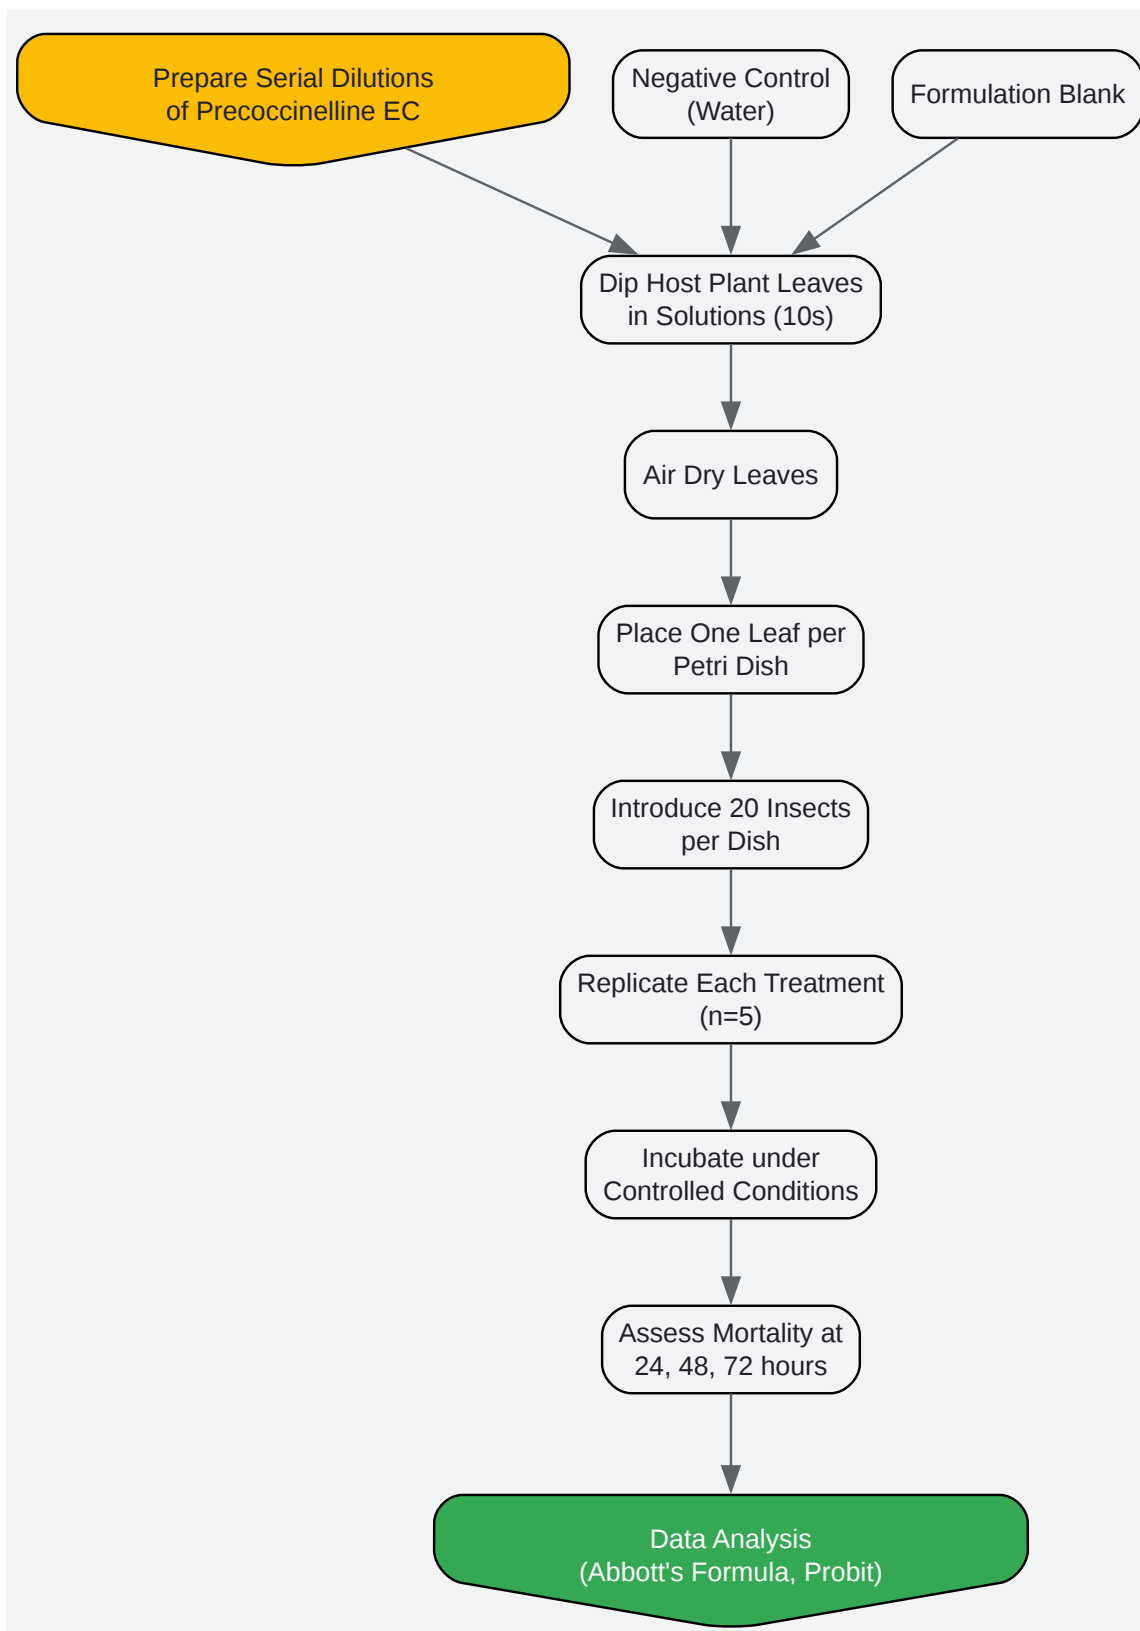 Prepare Serial Dilutions
of Precoccinelline EC
Negative Control
(Water)
Formulation Blank
Dip Host Plant Leaves
in Solutions (10s)
Air Dry Leaves
Place One Leaf per
Petri Dish
Introduce 20 Insects
per Dish
Replicate Each Treatment
(n=5)
Incubate under
Controlled Conditions
Assess Mortality at
24, 48, 72 hours
Data Analysis
(Abbott's Formula, Probit)